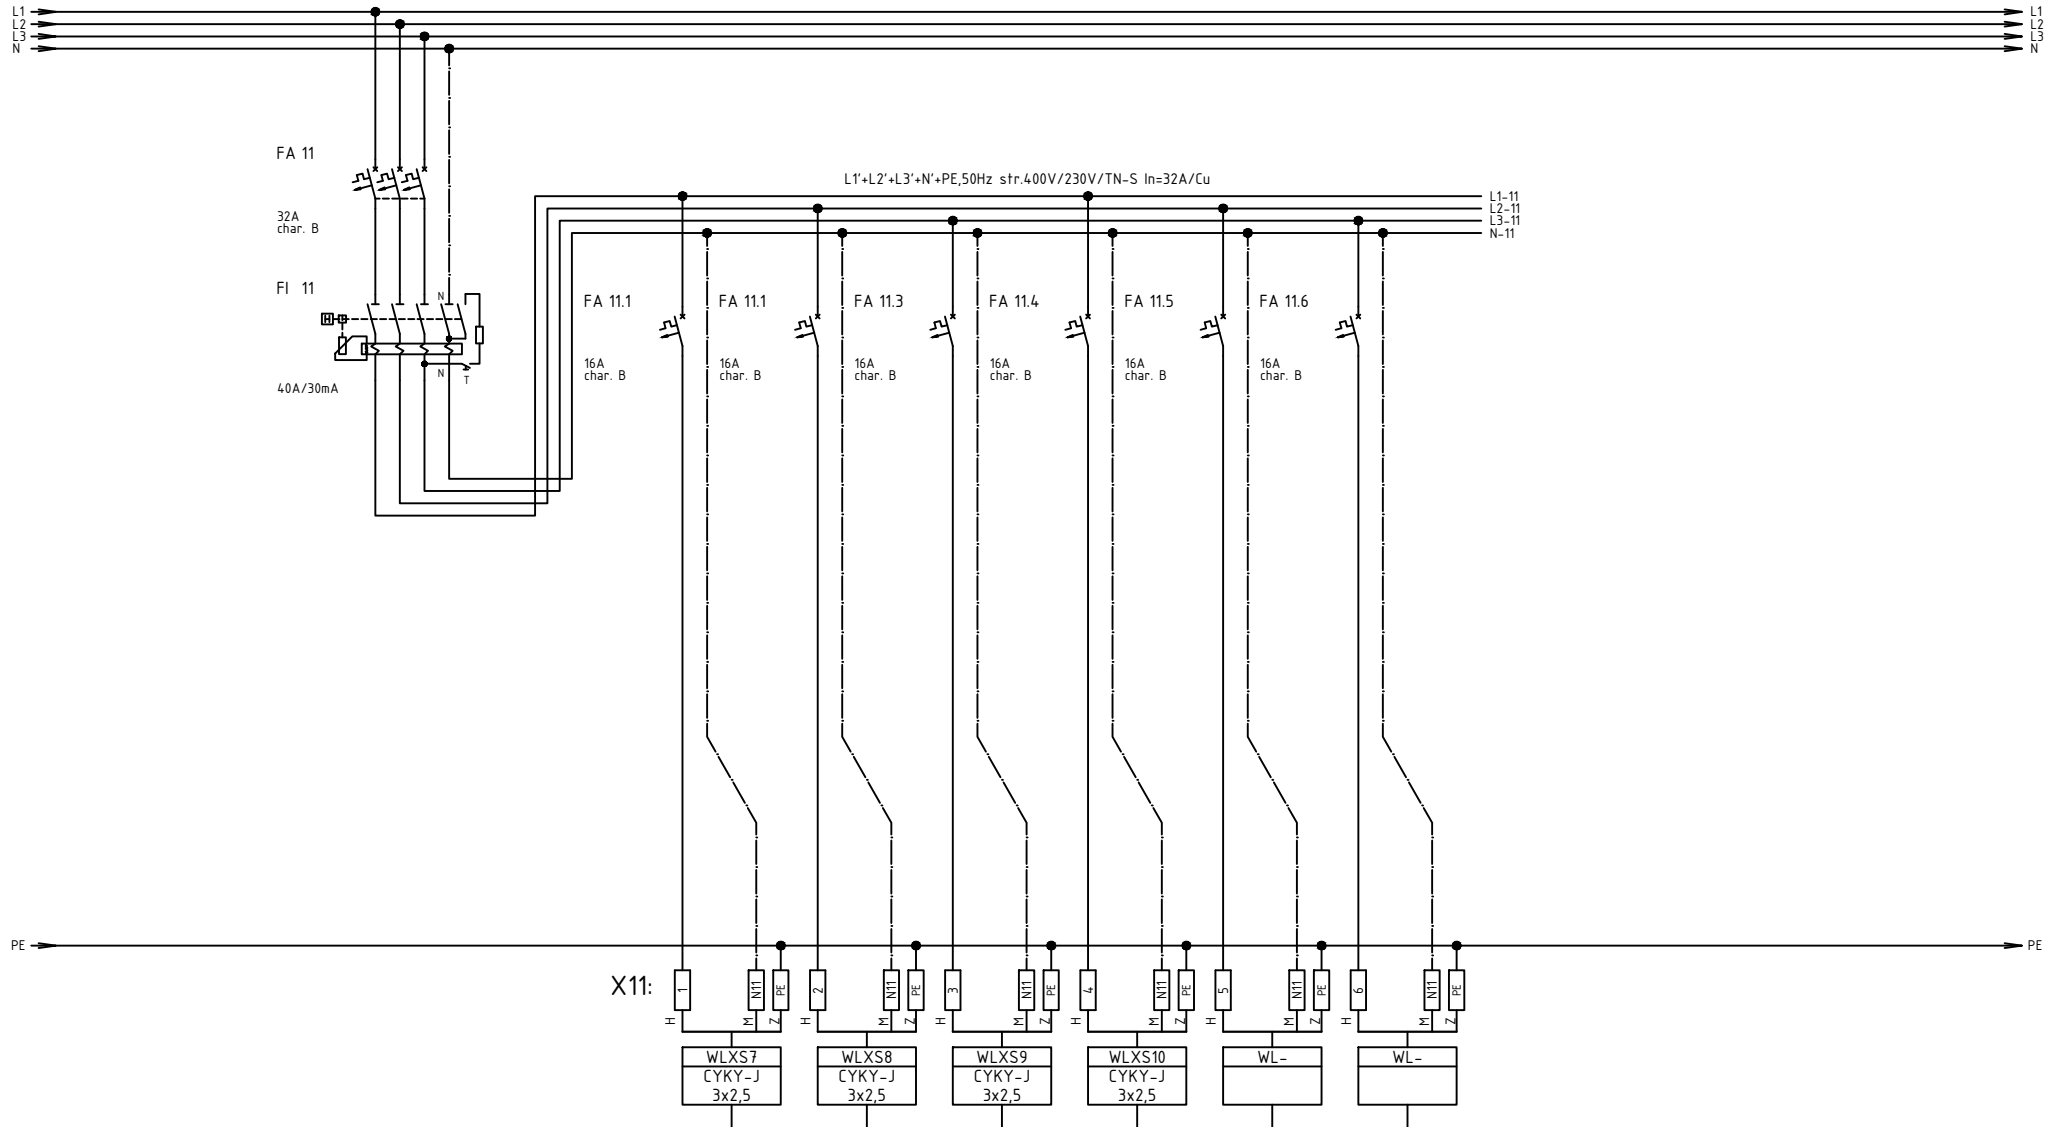 L1 L1
L2 L2
L3 L3
N N
FA 11
L1'+L2'+L3'+N'+PE,50Hz str.400V/230V/TN-S In=32A/Cu
L1-11
L2-11
L3-11
N-11
32A
char. B
FI 11
N
N
T
40A/30mA
FA 11.1 FA 11.1 FA 11.3 FA 11.4 FA 11.5 FA 11.6
16A 16A 16A 16A 16A 16A
char. B char. B char. B char. B char. B char. B
PE PE
X11: 1 N11 PE 2 N11 PE 3 N11 PE 4 N11 PE 5 N11 PE 6 N11 PE
H M Z H M Z H M Z H M Z H M Z H M Z
WLXS7 WLXS8 WLXS9 WLXS10 WL- WL-
CYKY-J CYKY-J CYKY-J CYKY-J
3x2,5 3x2,5 3x2,5 3x2,5